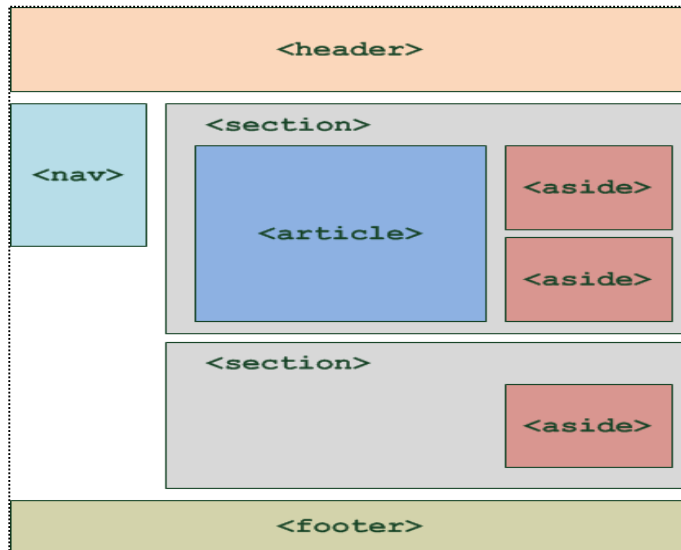 <header>
<section>
<nav>
<article>
<aside>
<aside>
<section>
<aside>
<footer>